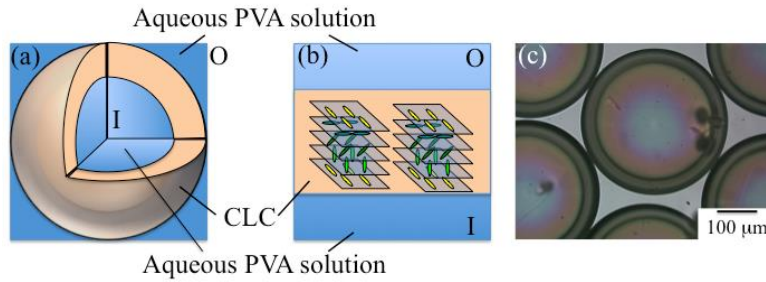 Aqueous PVA solution
(a)
O
I
(b)
O
I
(c)
CLC
100 μm
Aqueous PVA solution